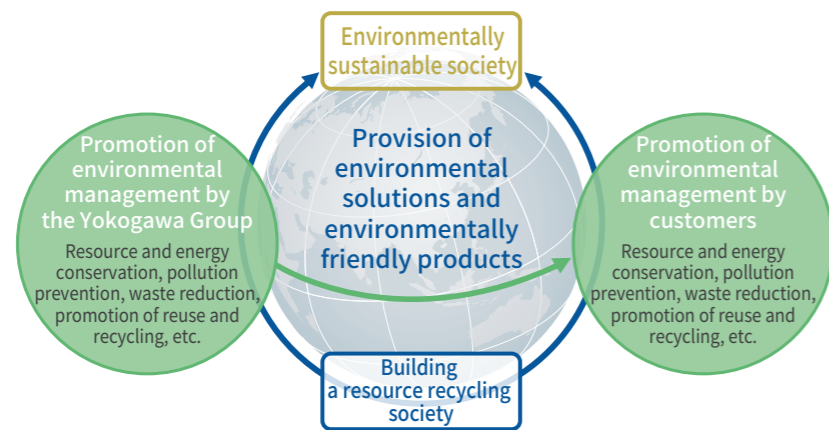 Environmentally
sustainable society
Promotion of
environmental
management by
the Yokogawa Group
Resource and energy
conservation, pollution
prevention, waste reduction,
promotion of reuse and
recycling, etc.
Provision of
environmental
solutions and
environmentally
friendly products
Promotion of
environmental
management by
customers
Resource and energy
conservation, pollution
prevention, waste reduction,
promotion of reuse and
recycling, etc.
Building
a resource recycling
society